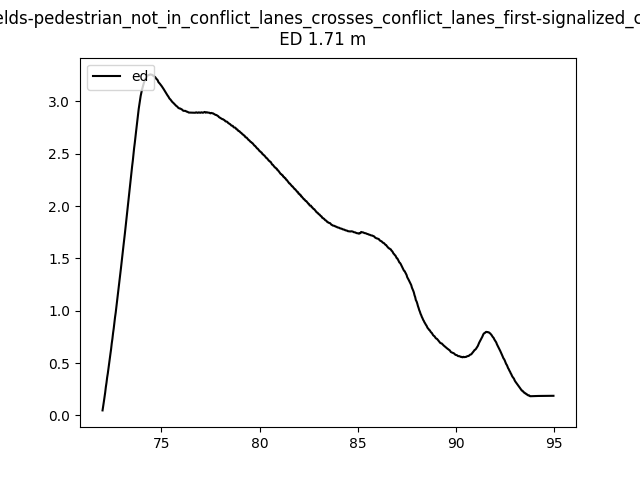 elds-pedestrian_not_in_conflict_lanes_crosses_conflict_lanes_first-signalized_c
ED 1.71 m
ed
3.0
2.5
2.0
1.5
1.0
0.5
0.0
75 80 85 90 95